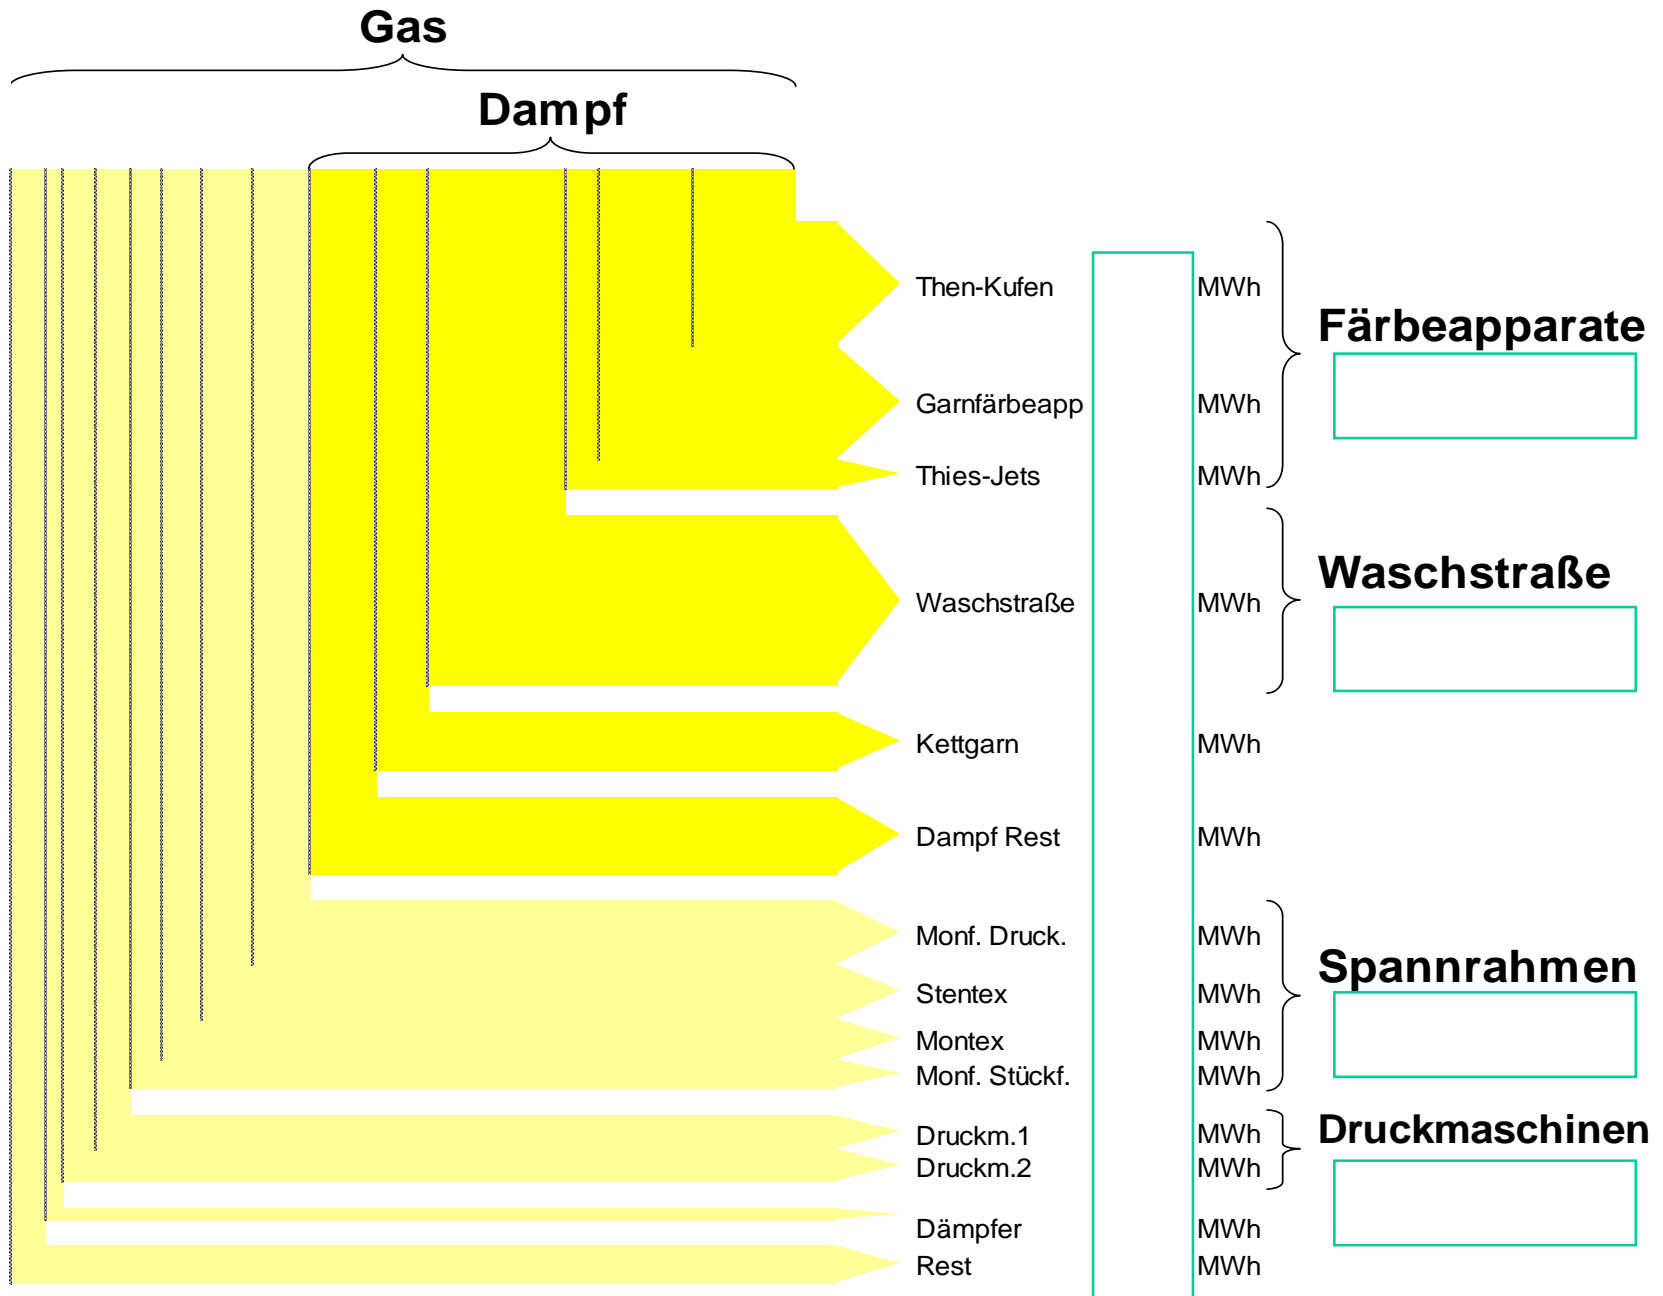 Gas
Dampf
Then-Kufen MWh
Färbeapparate
Garnfärbeapp MWh
Thies-Jets MWh
Waschstraße
Waschstraße MWh
Kettgarn MWh
Dampf Rest MWh
Monf. Druck. MWh
Spannrahmen
Stentex MWh
Montex MWh
Monf. Stückf. MWh
Druckm.1 MWh
Druckmaschinen
Druckm.2 MWh
Dämpfer MWh
Rest MWh